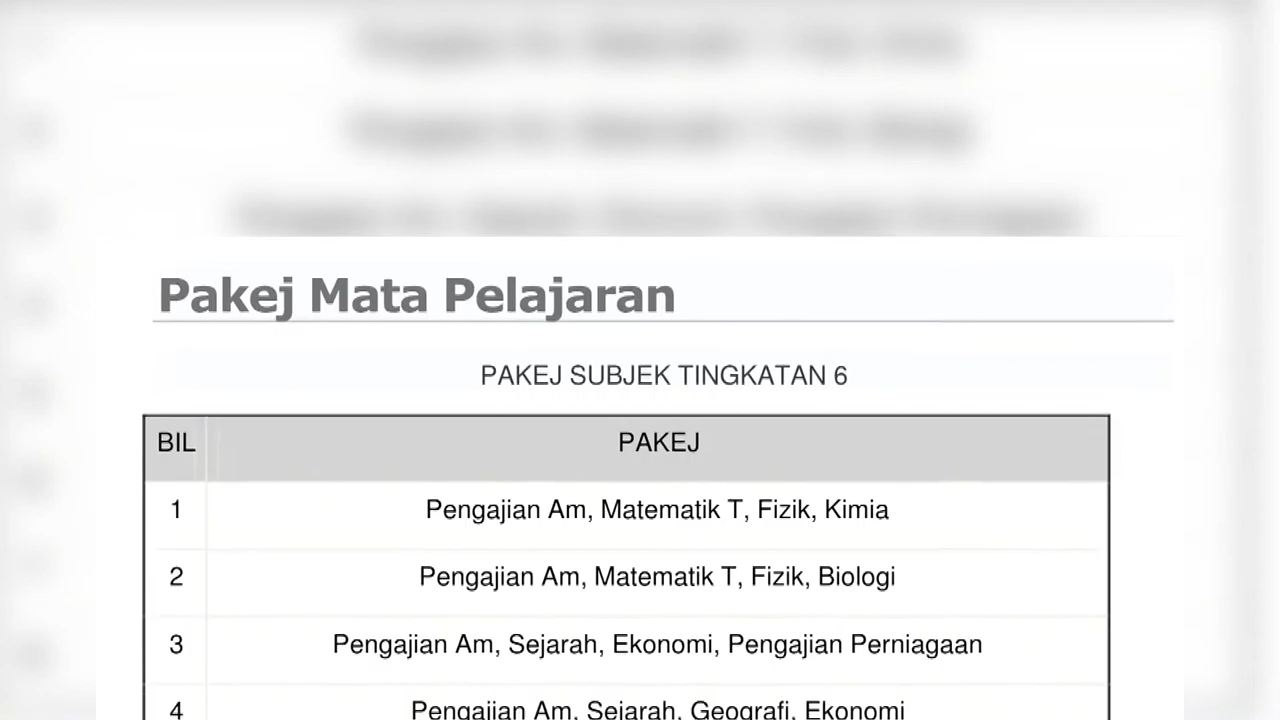 Pakej Mata Pelajaran
PAKEJ SUBJEK TINGKATAN 6
BIL PAKEJ
1 Pengajian Am, Matematik T, Fizik, Kimia
2 Pengajian Am, Matematik T, Fizik, Biologi
3 Pengajian Am, Sejarah, Ekonomi, Pengajian Perniagaan
4 Pengajian Am, Sejarah, Geografi, Ekonomi